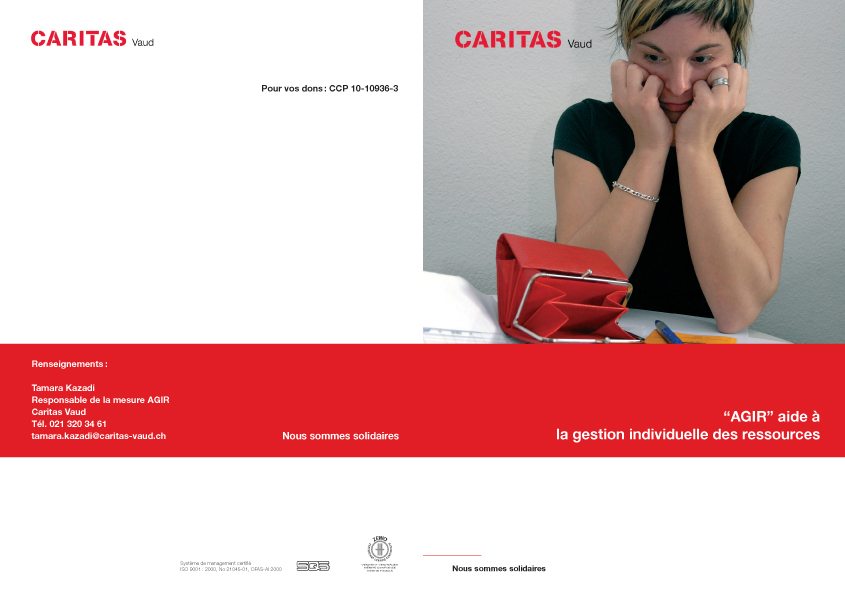 CARITAS Vaud
Pour vos dons : CCP 10-10936-3
Renseignements :
Tamara Kazadi
Responsable de la mesure AGIR
Caritas Vaud
Tél. 021 320 34 61
tamara.kazadi@caritas-vaud.ch
Nous sommes solidaires
Système de management certifié
ISO 9001 : 2000, No 21846-01, OFAS-AI 2000
SQS
ZEWO
CARITAS Vaud
“AGIR” aide à
la gestion individuelle des ressources
Nous sommes solidaires